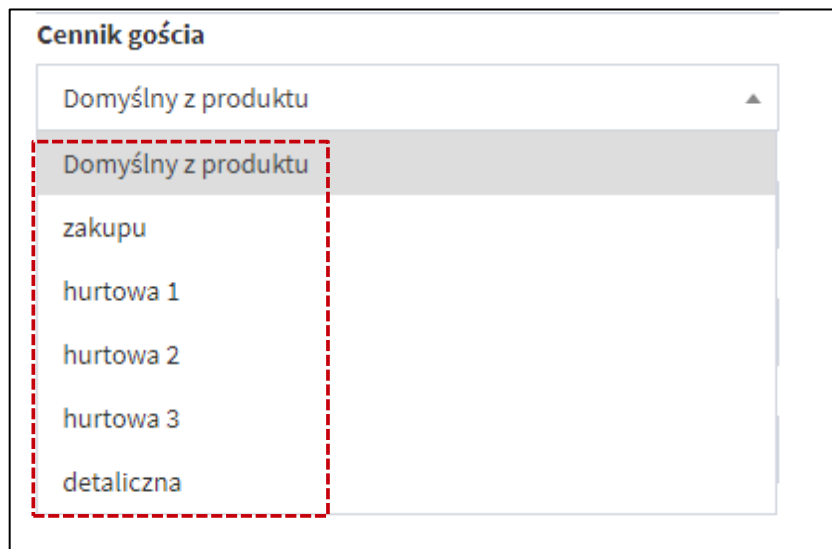 Cennik gościa
Domyślny z produktu
Domyślny z produktu
zakupu
hurtowa 1
hurtowa 2
hurtowa 3
detaliczna